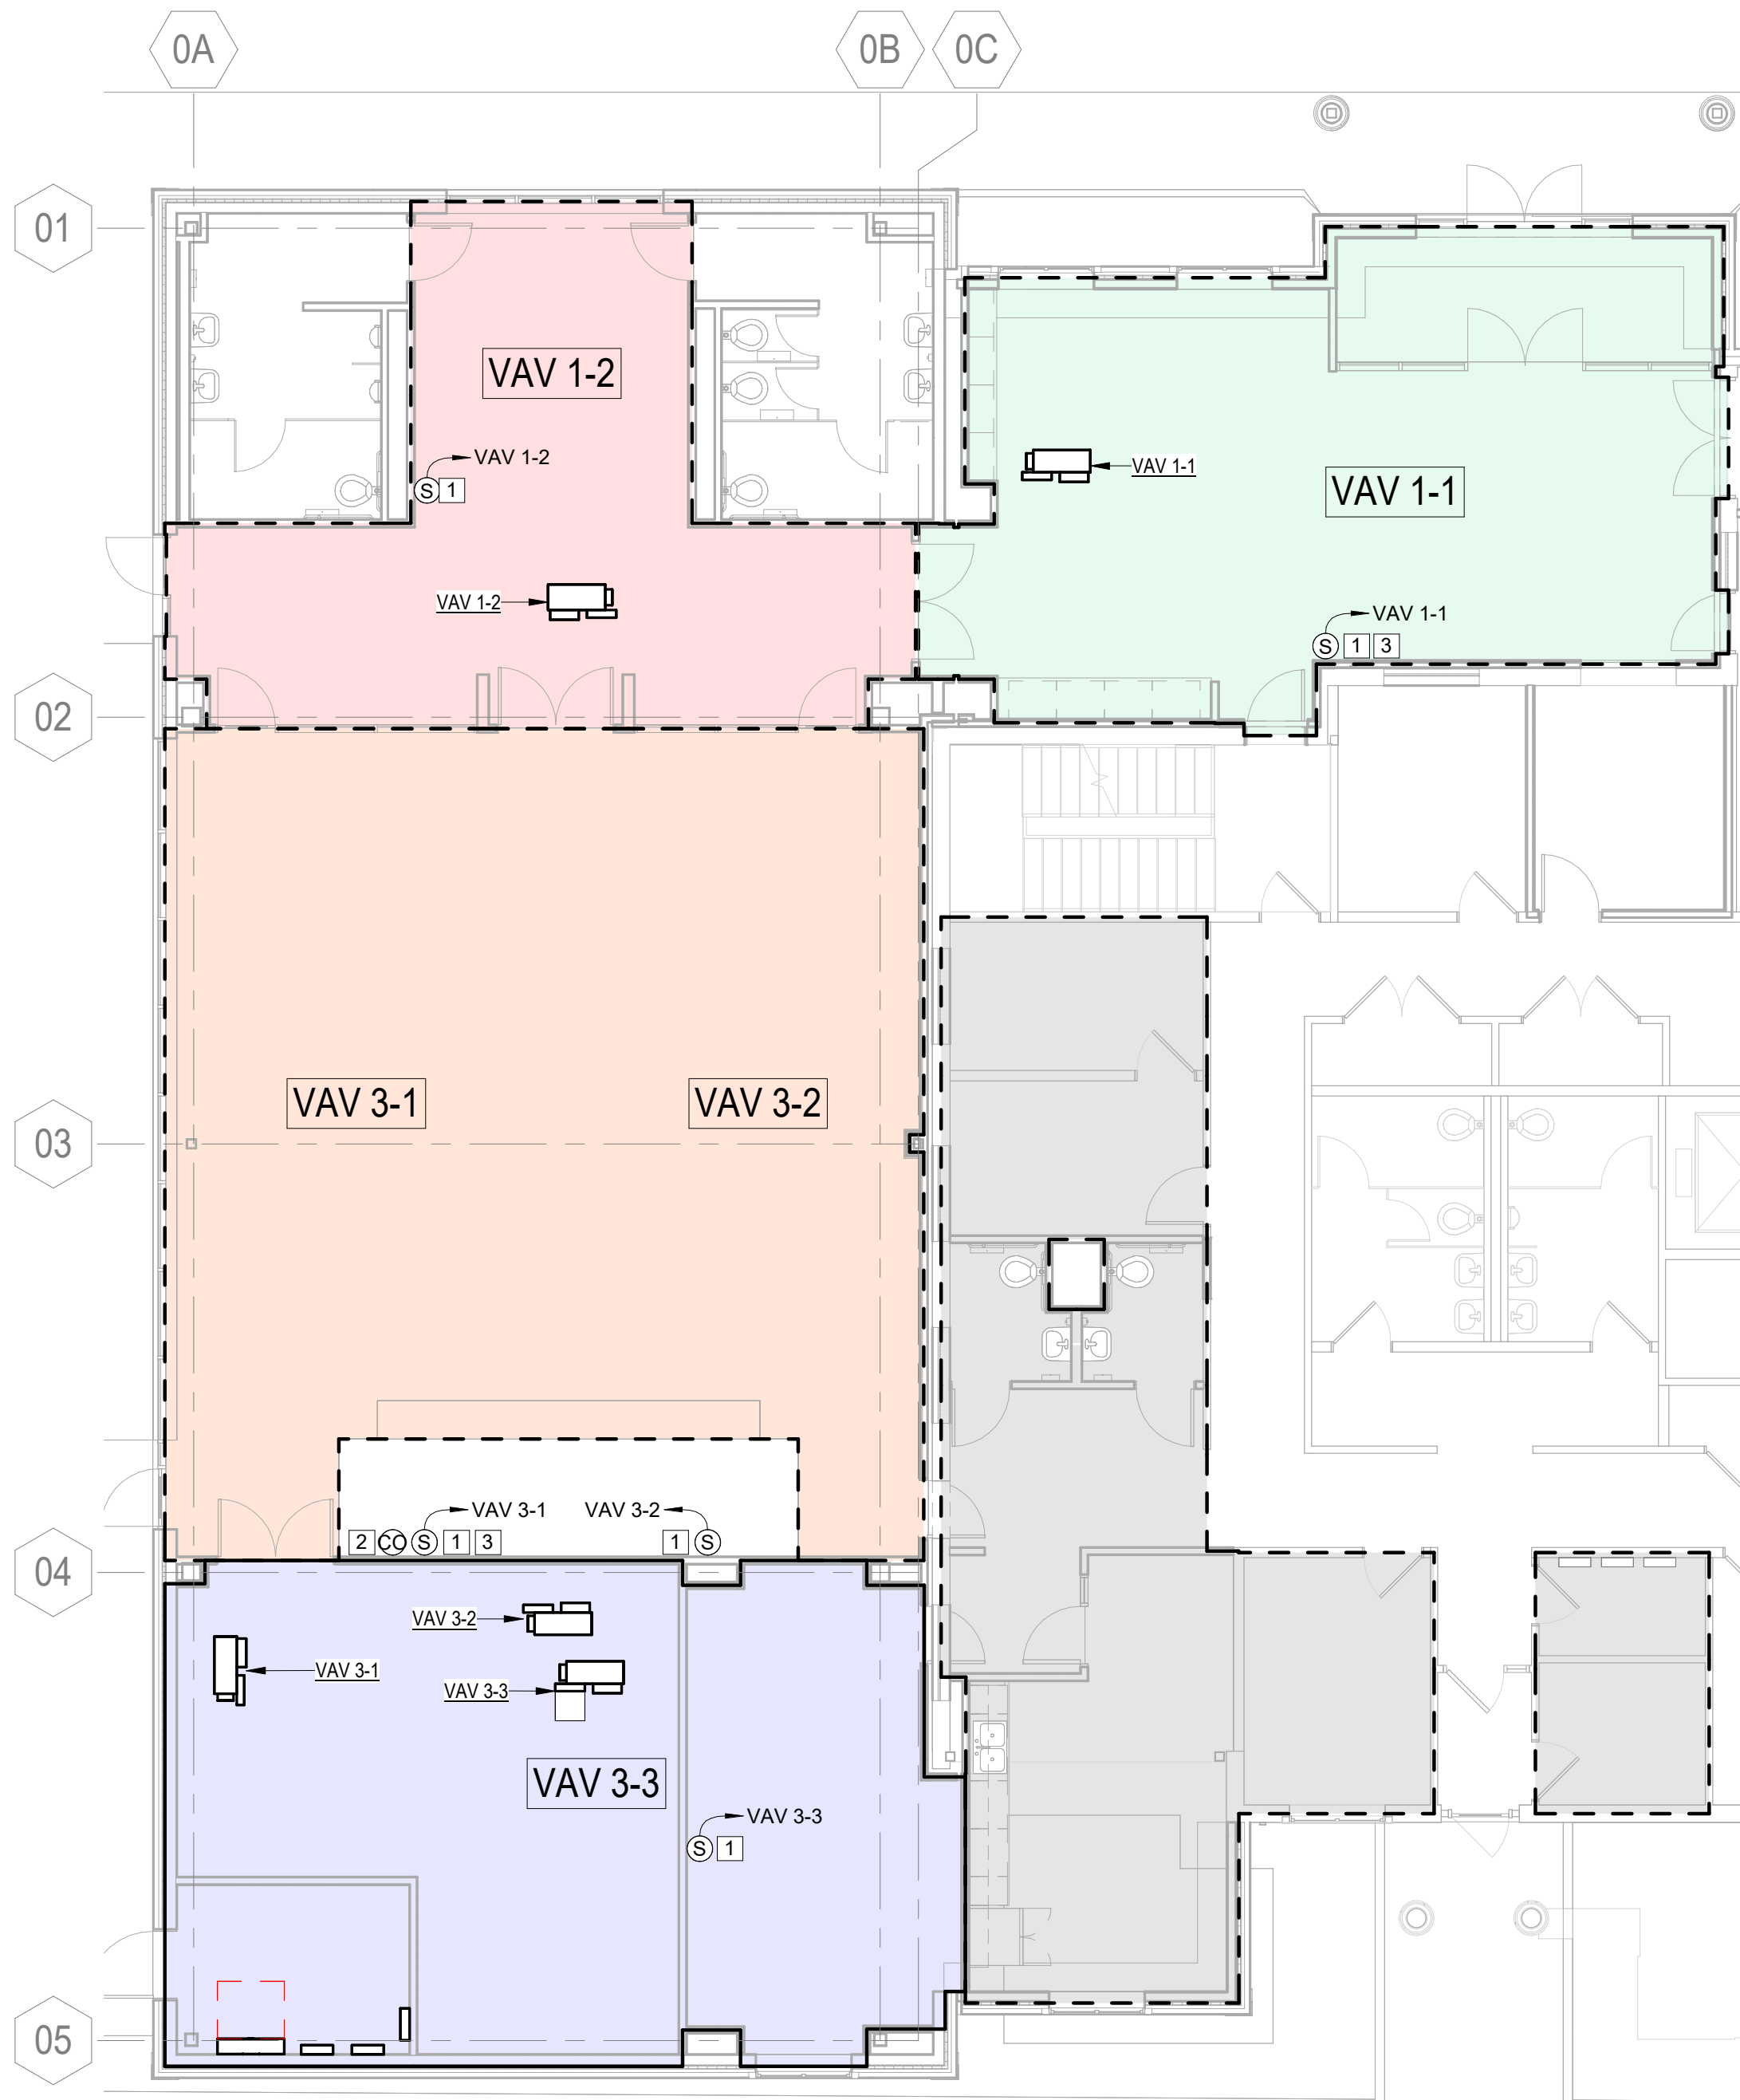 0A
0B
0C
01
VAV 1-2
VAV 1-2
S 1
VAV 1-1
VAV 1-1
VAV 1-2
VAV 1-1
S 1 3
02
VAV 3-1
VAV 3-2
03
VAV 3-1
VAV 3-2
2 CO S 1 3
1 S
04
VAV 3-2
VAV 3-1
VAV 3-3
VAV 3-3
VAV 3-3
S 1
05